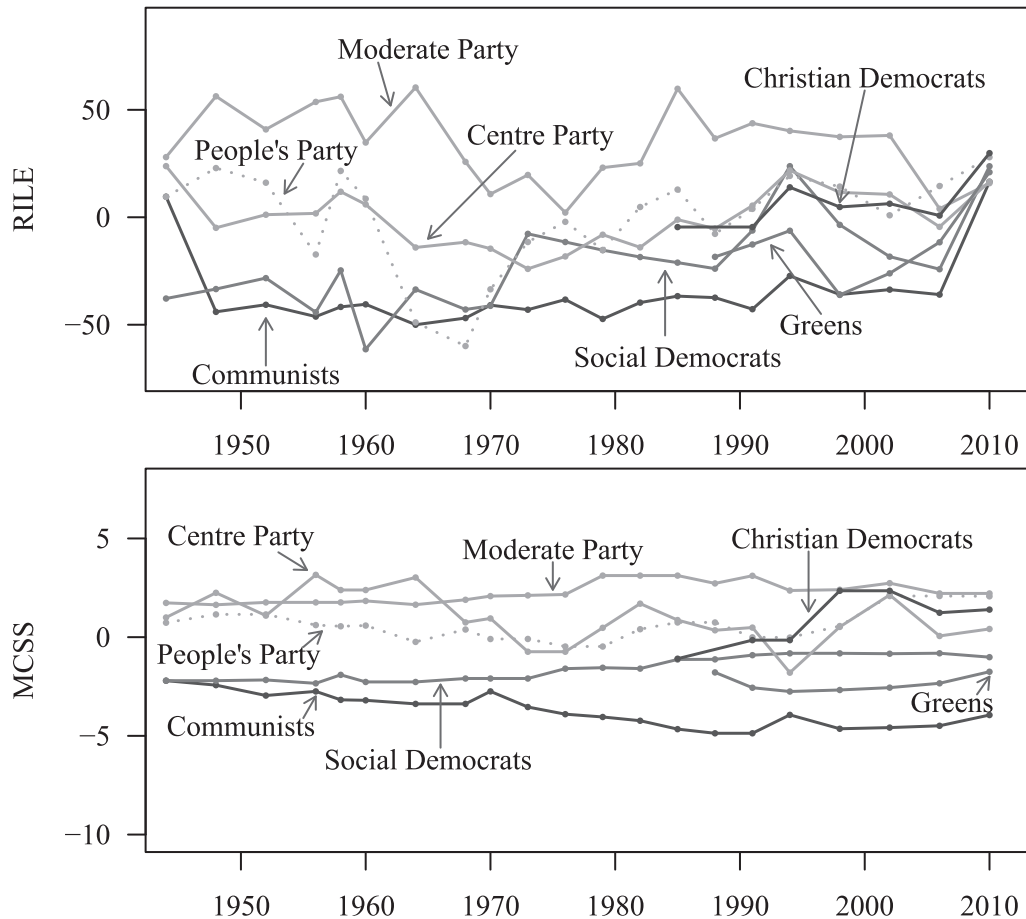 Moderate Party
Christian Democrats
50
People's Party
Centre Party
RILE
0
−50
Greens
Social Democrats
Communists
1950 1960 1970 1980 1990 2000 2010
5
Centre Party
Moderate Party
Christian Democrats
MCSS
0
People's Party
Greens
Communists
−5
Social Democrats
−10
1950 1960 1970 1980 1990 2000 2010